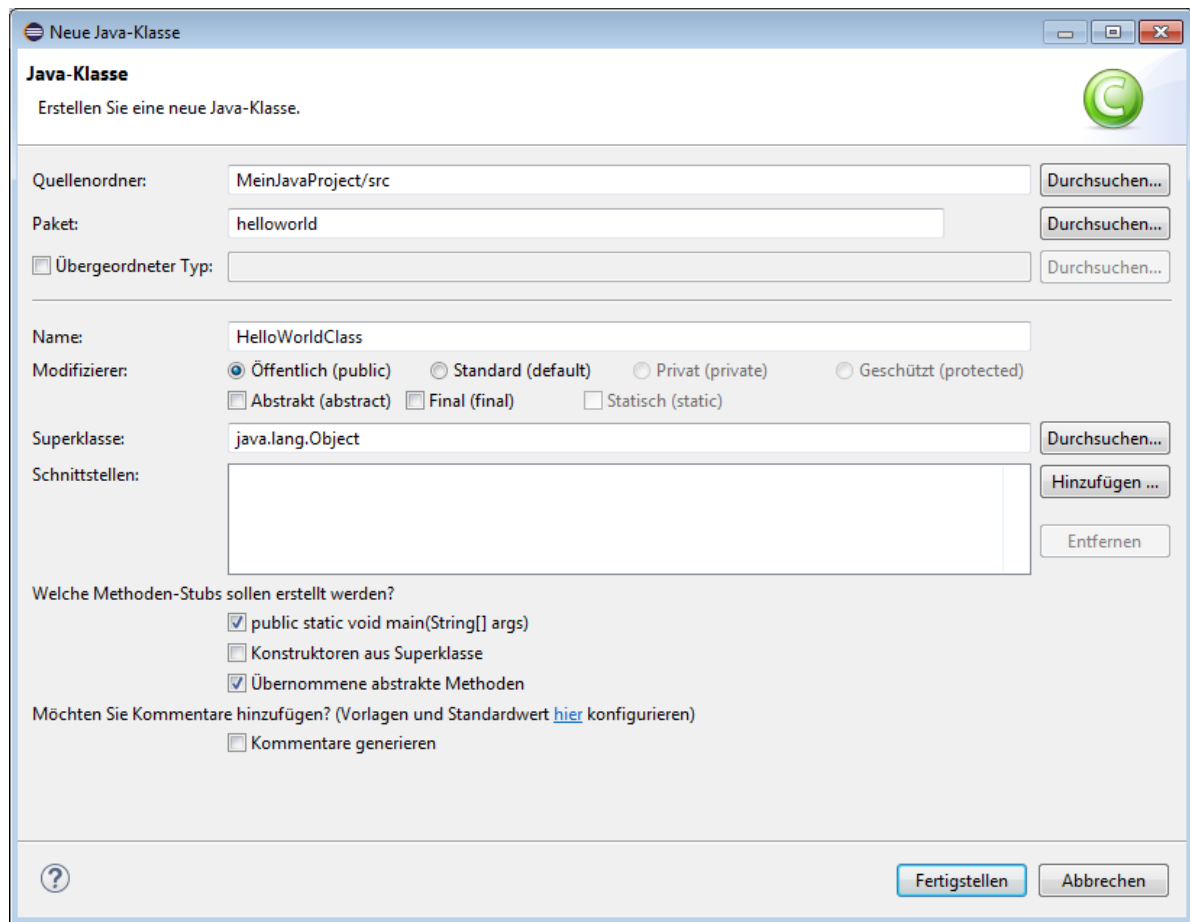 Neue Java-Klasse
Java-Klasse
Erstellen Sie eine neue Java-Klasse.
Quellenordner: MeinJavaProject/src Durchsuchen...
Paket: helloworld Durchsuchen...
Übergeordneter Typ: Durchsuchen...
Name: HelloWorldClass
Modifizierer: Öffentlich (public) Standard (default) Privat (private) Geschützt (protected)
Abstrakt (abstract) Final (final) Statisch (static)
Superklasse: java.lang.Object Durchsuchen...
Schnittstellen: Hinzufügen ...
Entfernen
Welche Methoden-Stubs sollen erstellt werden?
public static void main(String[] args)
Konstruktoren aus Superklasse
Übernommene abstrakte Methoden
Möchten Sie Kommentare hinzufügen? (Vorlagen und Standardwert hier konfigurieren)
Kommentare generieren
Fertigstellen Abbrechen